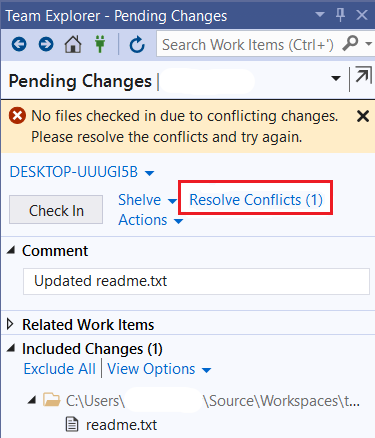 Team Explorer - Pending Changes
Search Work Items (Ctrl+')
Pending Changes |
No files checked in due to conflicting changes.
Please resolve the conflicts and try again.
DESKTOP-UUUGI5B
Check In
Shelve
Resolve Conflicts (1)
Actions
Comment
Updated readme.txt
Related Work Items
Included Changes (1)
Exclude All | View Options
C:\Users\ \Source\Workspaces\t...
readme.txt